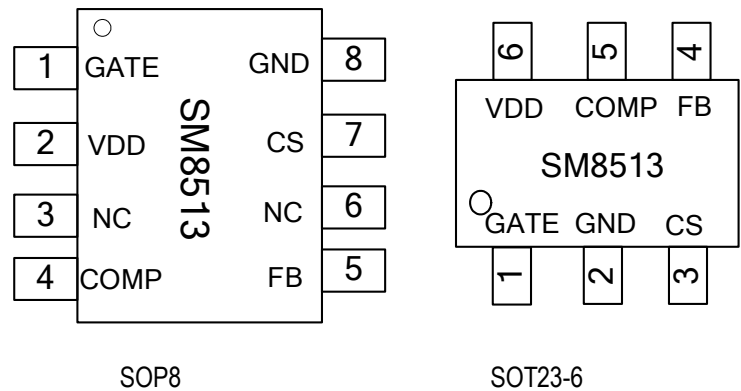 1 GATE GND 8
2 VDD CS 7
3 NC NC 6
4 COMP FB 5
SM8513
SOP8
6 5 4
VDD COMP FB
SM8513
GATE GND CS
1 2 3
SOT23-6